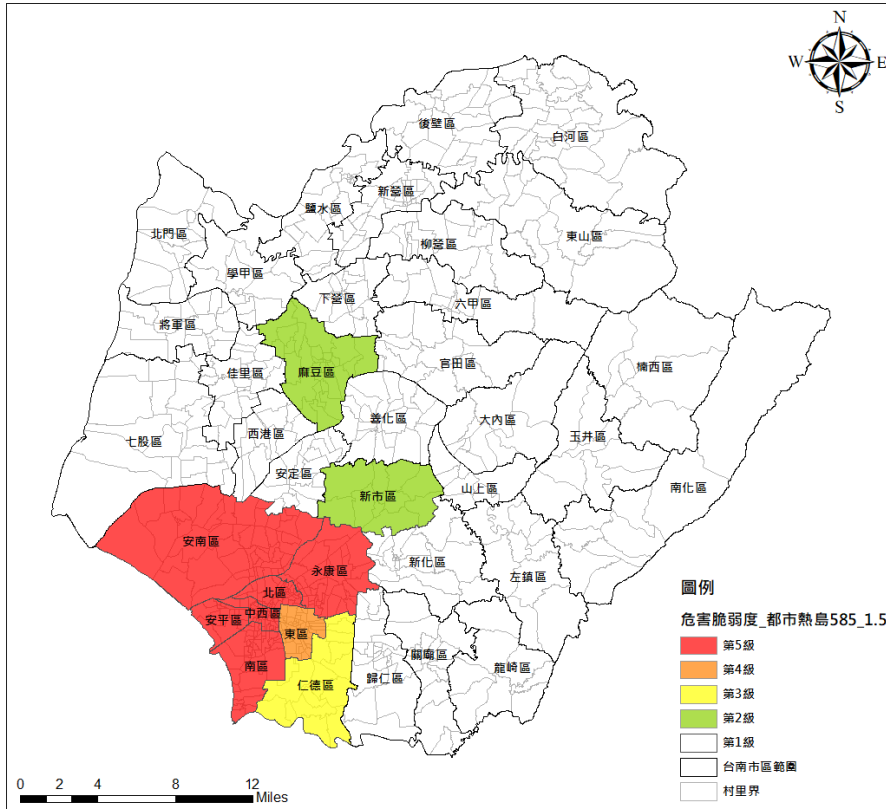 N
W E
S
後壁區
白河區
新營區
鹽水區
北門區
柳營區
東山區
學甲區
下營區
六甲區
將軍區
官田區
楠西區
佳里區
麻豆區
善化區
大內區
七股區
西港區
玉井區
安定區
新市區
山上區
南化區
安南區
永康區
新化區
左鎮區
北區
安平區
中西區
東區
關廟區
南區
龍崎區
仁德區
歸仁區
圖例
危害脆弱度_都市熱島585_1.5
第5級
第4級
第3級
第2級
第1級
台南市區範圍
村里界
0 2 4 8 12
Miles